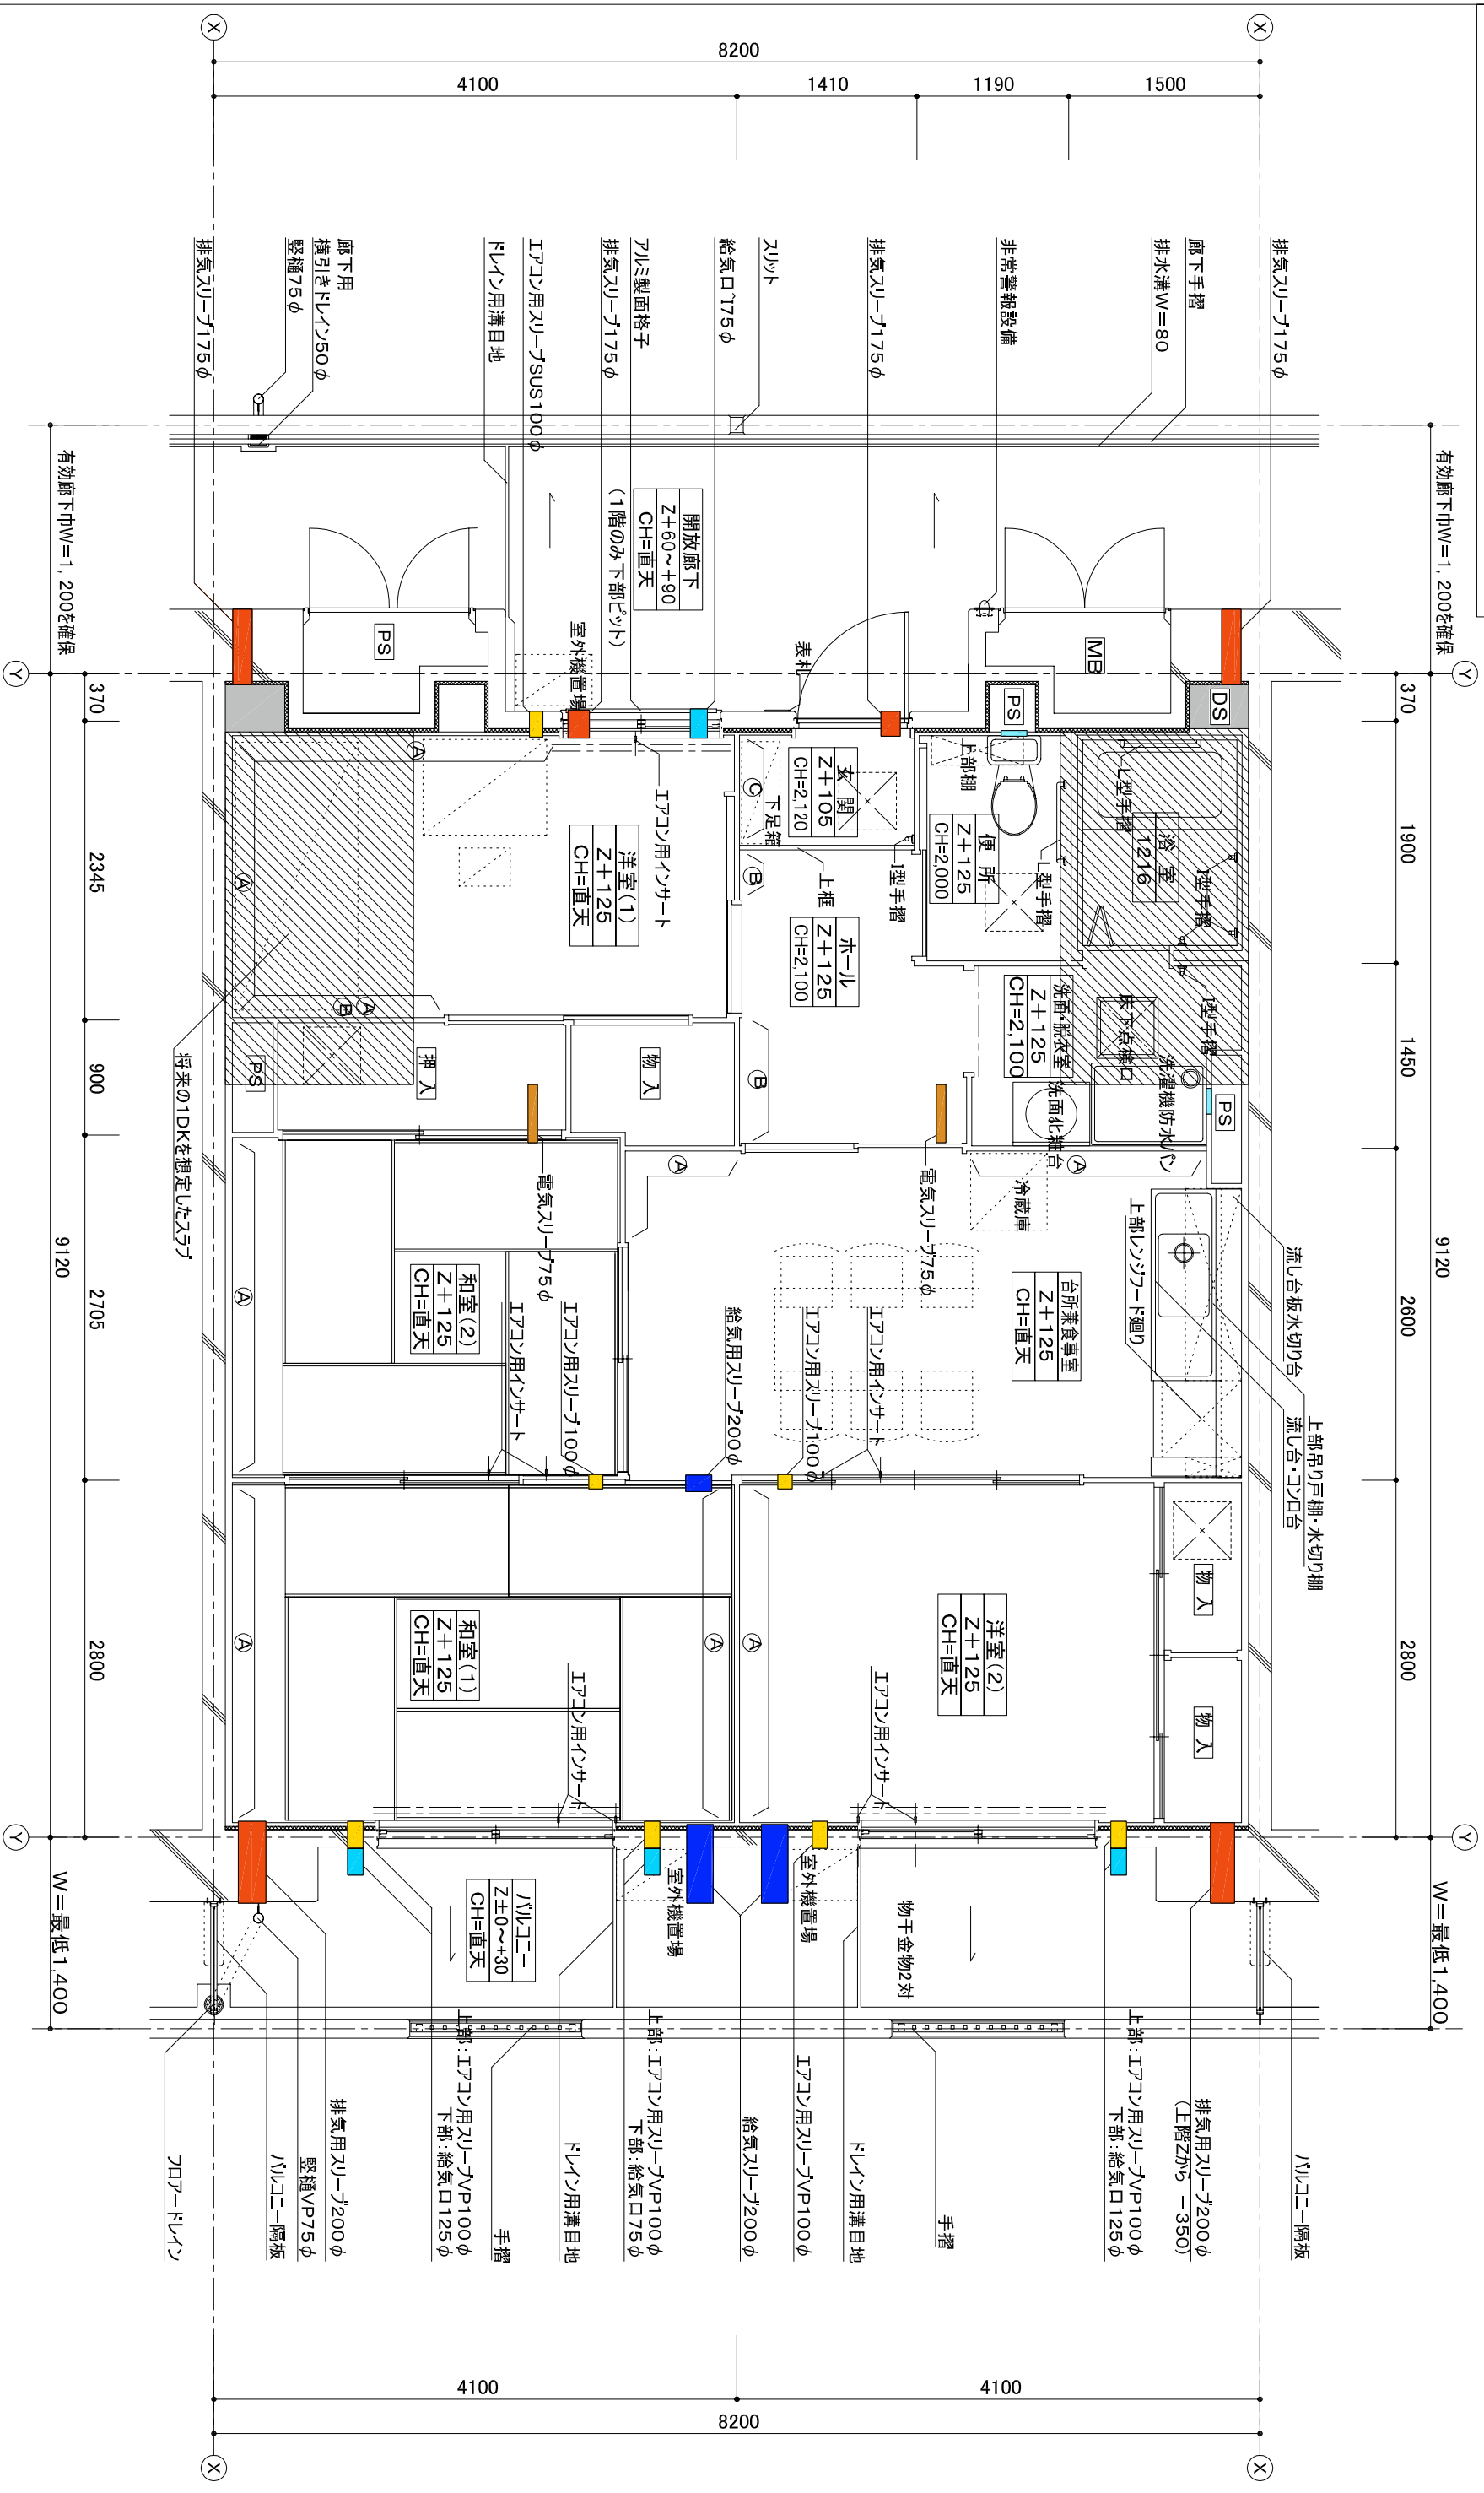 X
X
8200
4100
1410
1190
1500
排気スリーブ175φ
廊下手摺
排水溝W=80
非常警報設備
排気スリーブ175φ
スリット
給気口^175φ
アルミ製面格子
排気スリーブ175φ
エアコン用スリーブSUS100φ
ドレイン用溝目地
廊下用
横引きドレイン50φ
竪樋75φ
排気スリーブ175φ
有効廊下巾W=1, 200を確保
有効廊下巾W=1, 200を確保
開放廊下
Z+60~+90
CH=直天
(1階のみ下部ピット)
PS
室外機置場
表札
MB
PS
DS
Y
Y
370
2345
900
2705
2800
9120
370
1900
1450
2600
2800
9120
浴 室
1216
L型手摺
I型手摺
I型手摺
上部棚
便 所
Z+125
CH=2,000
L型手摺
玄 関
Z+105
CH=2,120
下足箱
C
B
上框
I型手摺
ホール
Z+125
CH=2,100
B
洋室(1)
Z+125
CH=直天
エアコン用インサート
A
A
A
B
洗面・脱衣室
Z+125
CH=2,100
床下点検口
洗濯機防水パン
洗面化粧台
PS
物 入
押 入
PS
将来の1DKを想定したスラブ
電気スリーブ75φ
電気スリーブ75φ
冷蔵庫
A
A
台所兼食事室
Z+125
CH=直天
上部レンジフード廻り
流し台板水切り台
上部吊り戸棚・水切り棚
流し台・コンロ台
和室(2)
Z+125
CH=直天
A
エアコン用インサート
エアコン用スリーブ100φ
給気用スリーブ200φ
エアコン用スリーブ100φ
エアコン用インサート
物 入
物 入
洋室(2)
Z+125
CH=直天
A
A
A
和室(1)
Z+125
CH=直天
エアコン用インサート
エアコン用インサート
Y
Y
室外機置場
室外機置場
物干金物2対
バルコニー
Z±0~+30
CH=直天
W=最低1,400
W=最低1,400
バルコニー隔板
排気用スリーブ200φ
(上階Zから -350)
上部:エアコン用スリーブVP100φ
下部:給気口125φ
手摺
ドレイン用溝目地
エアコン用スリーブVP100φ
給気スリーブ200φ
上部:エアコン用スリーブVP100φ
下部:給気口75φ
ドレイン用溝目地
手摺
上部:エアコン用スリーブVP100φ
下部:給気口125φ
排気用スリーブ200φ
竪樋VP75φ
バルコニー隔板
フロアードレイン
4100
4100
8200
X
X